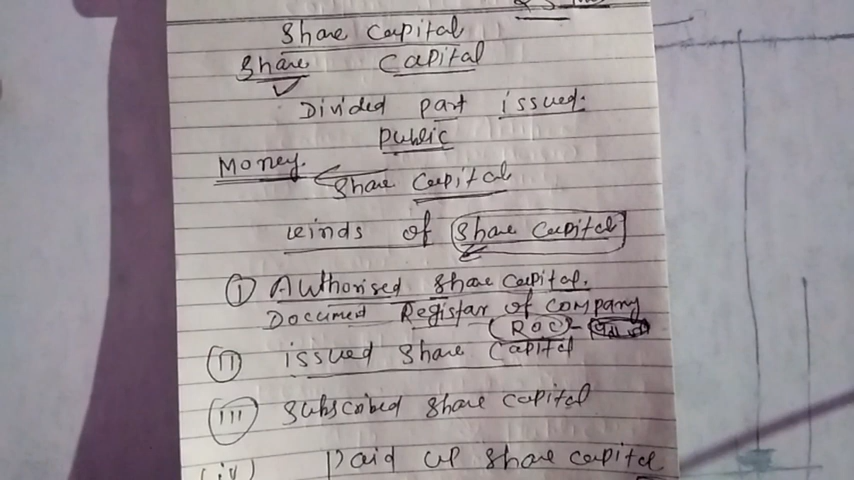 Share Capital
Share Capital
Divided part issued.
public
Money.
Share Capital
kinds of Share Capital
(i) Authorised Share Capital.
Document Registar of Company
(ROC) -
(ii) issued Share Capital
(iii) Subscribed Share Capital
(iv) Paid up Share Capital